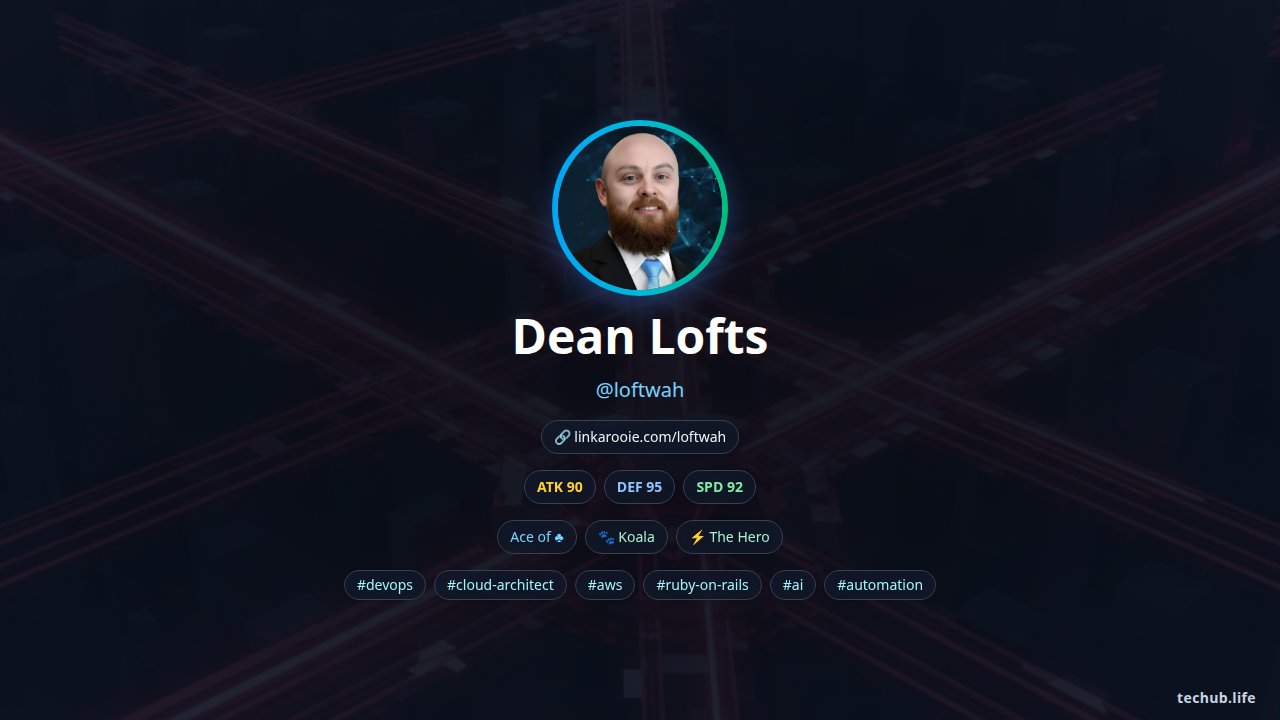 Dean Lofts
@loftwah
🔗 linkarooie.com/loftwah
ATK 90 DEF 95 SPD 92
Ace of ♣ 🐾 Koala ⚡ The Hero
#devops #cloud-architect #aws #ruby-on-rails #ai #automation
techub.life